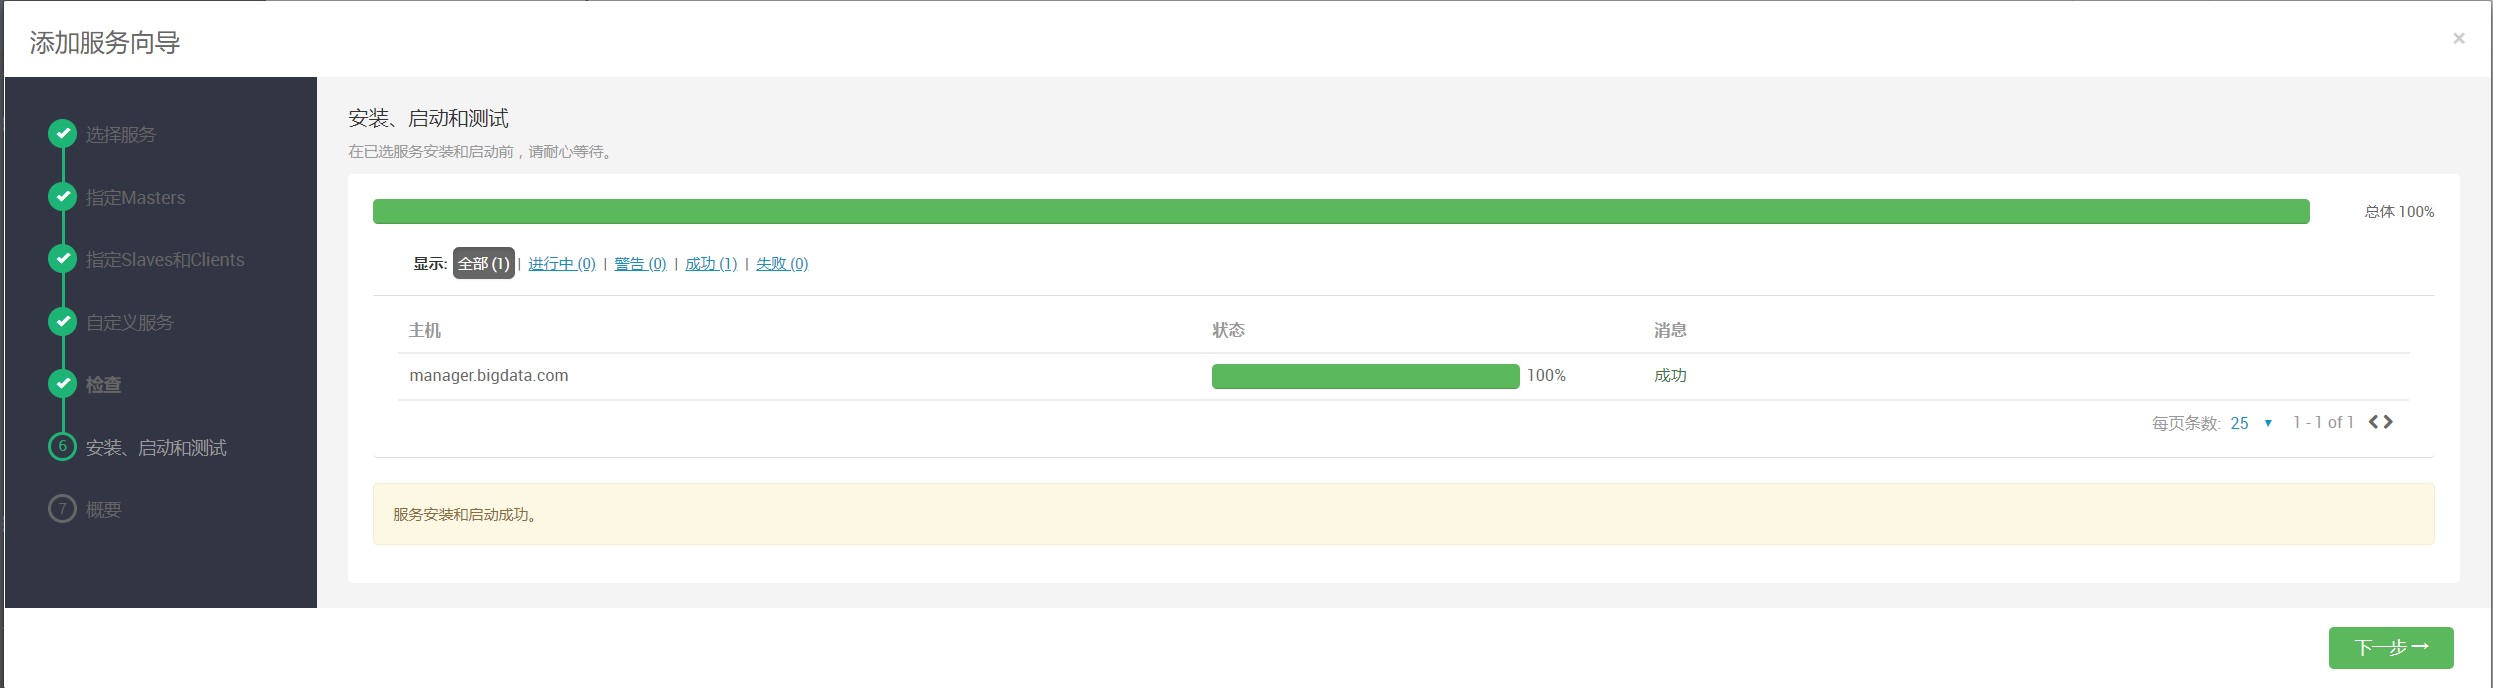 添加服务向导
×
选择服务
指定Masters
指定Slaves和Clients
自定义服务
检查
6 安装、启动和测试
7 概要
安装、启动和测试
在已选服务安装和启动前，请耐心等待。
总体 100%
显示: 全部 (1) | 进行中 (0) | 警告 (0) | 成功 (1) | 失败 (0)
主机 状态 消息
manager.bigdata.com 100% 成功
每页条数: 25 1 - 1 of 1
服务安装和启动成功。
下一步→